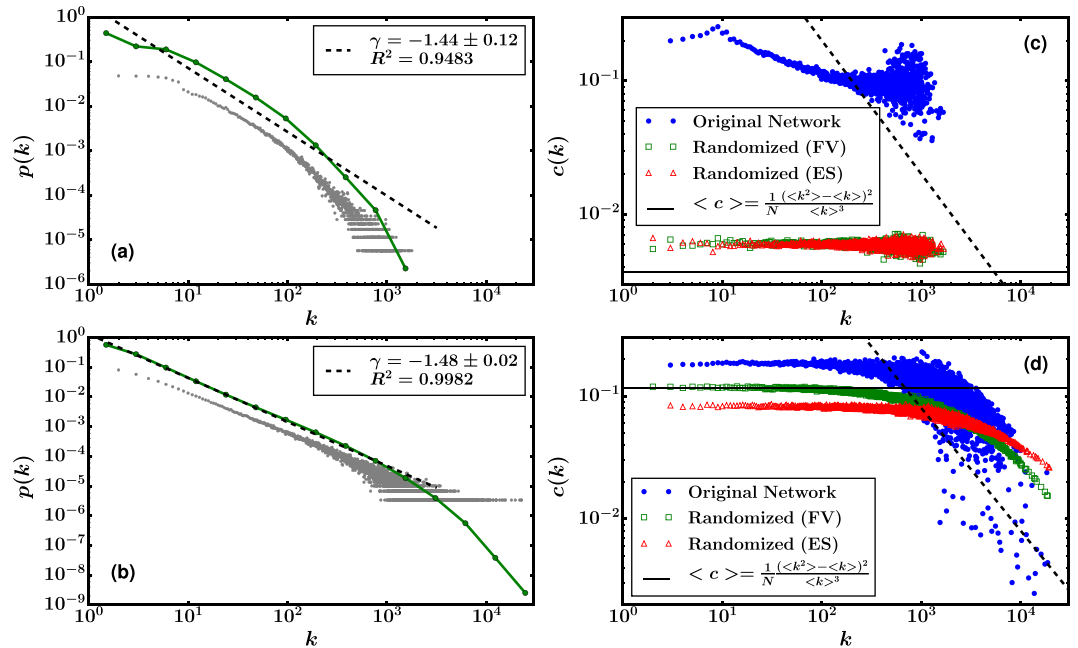 10^0
10^-1
10^-2
10^-3
10^-4
10^-5
10^-6
p(k)
(a)
γ = −1.44 ± 0.12
R^2 = 0.9483
10^0 10^1 10^2 10^3 10^4
k
10^-1
10^-2
c(k)
(c)
Original Network
Randomized (FV)
Randomized (ES)
< c > = \frac{1}{N} \frac{(<k^2>−<k>)^2}{<k>^3}
10^0 10^1 10^2 10^3 10^4
k
10^0
10^-1
10^-2
10^-3
10^-4
10^-5
10^-6
10^-7
10^-8
10^-9
p(k)
(b)
γ = −1.48 ± 0.02
R^2 = 0.9982
10^0 10^1 10^2 10^3 10^4
k
10^-1
10^-2
c(k)
(d)
Original Network
Randomized (FV)
Randomized (ES)
< c > = \frac{1}{N} \frac{(<k^2>−<k>)^2}{<k>^3}
10^0 10^1 10^2 10^3 10^4
k